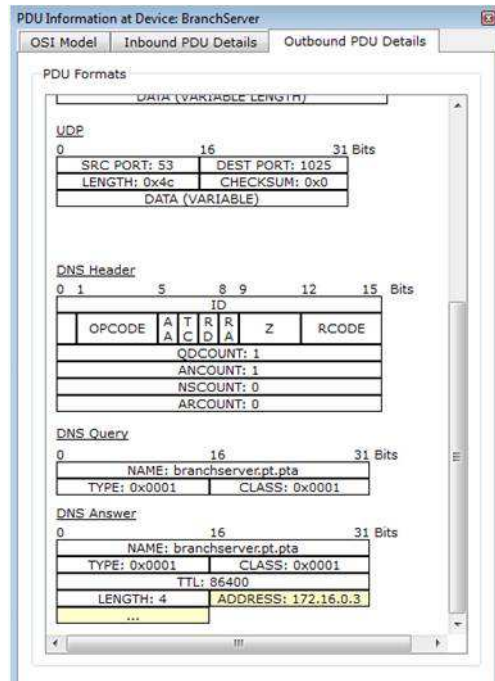 PDU Information at Device: BranchServer
OSI Model Inbound PDU Details Outbound PDU Details
PDU Formats
DATA (VARIABLE LENGTH)
UDP
0 16 31 Bits
SRC PORT: 53 DEST PORT: 1025
LENGTH: 0x4c CHECKSUM: 0x0
DATA (VARIABLE)
DNS Header
0 1 5 8 9 12 15 Bits
ID
OPCODE AA TC RD RA Z RCODE
QDCOUNT: 1
ANCOUNT: 1
NSCOUNT: 0
ARCOUNT: 0
DNS Query
0 16 31 Bits
NAME: branchserver.pt.pta
TYPE: 0x0001 CLASS: 0x0001
DNS Answer
0 16 31 Bits
NAME: branchserver.pt.pta
TYPE: 0x0001 CLASS: 0x0001
TTL: 86400
LENGTH: 4 ADDRESS: 172.16.0.3
...